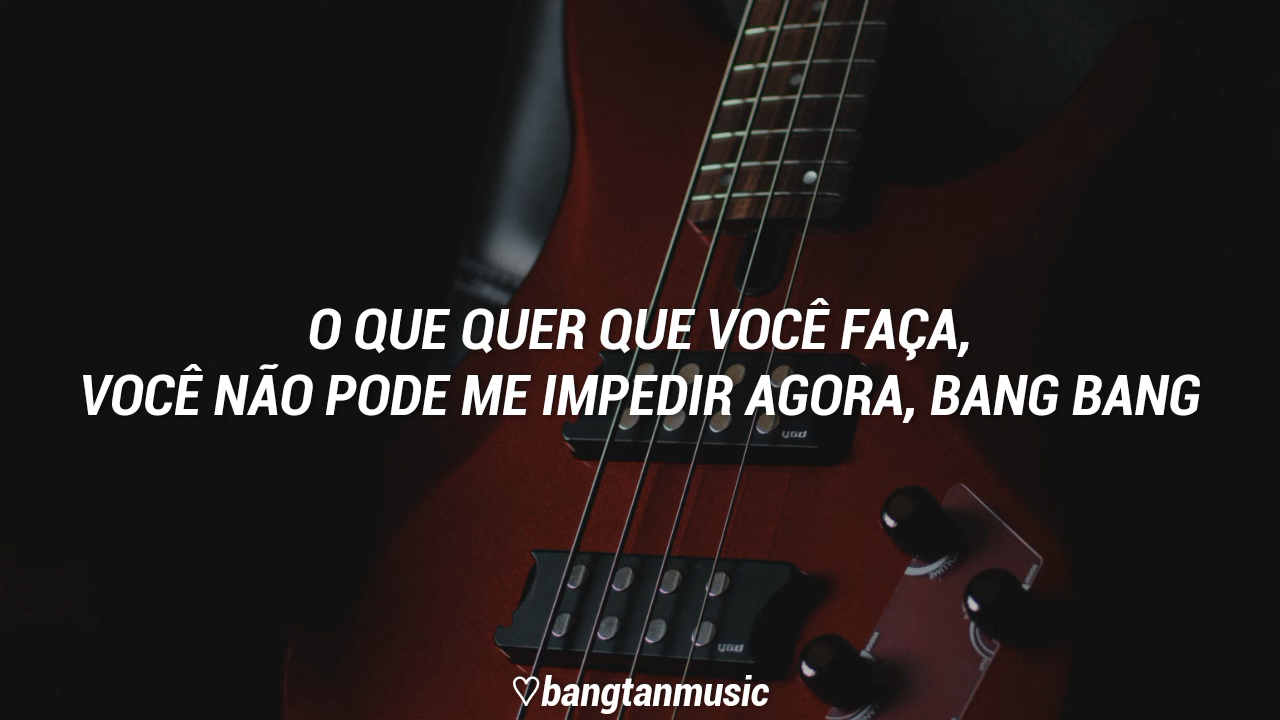 O QUE QUER QUE VOCÊ FAÇA,
VOCÊ NÃO PODE ME IMPEDIR AGORA, BANG BANG
♡bangtanmusic